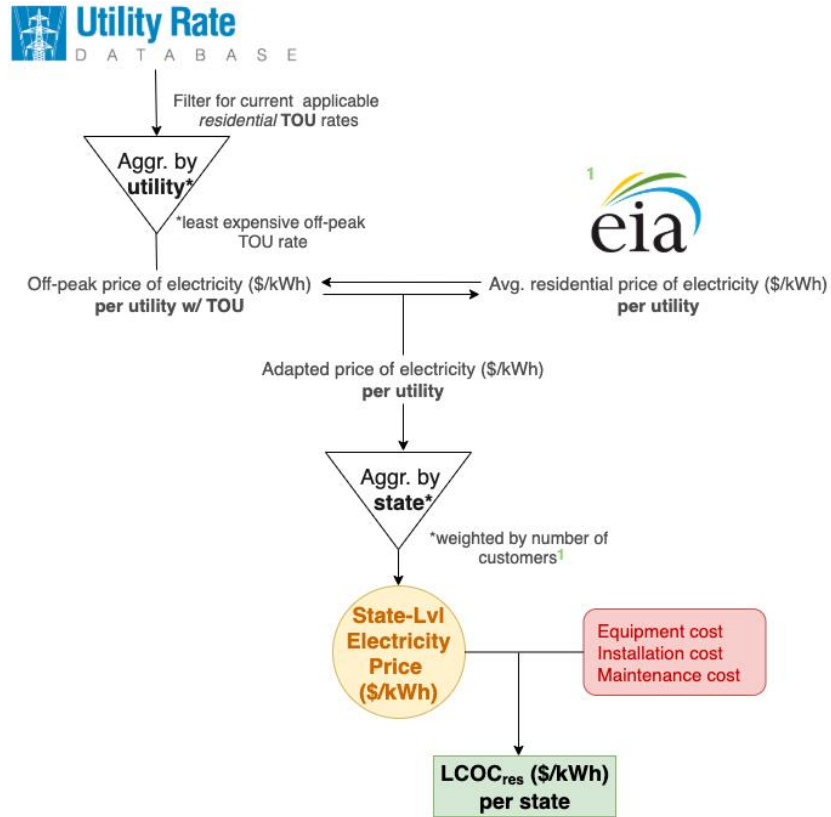 Utility Rate
DATABASE
Filter for current applicable
residential TOU rates
Aggr. by
utility*
*least expensive off-peak
TOU rate
1
eia
Off-peak price of electricity ($/kWh)
per utility w/ TOU
Avg. residential price of electricity ($/kWh)
per utility
Adapted price of electricity ($/kWh)
per utility
Aggr. by
state*
*weighted by number of
customers1
State-Lvl
Electricity
Price
($/kWh)
Equipment cost
Installation cost
Maintenance cost
LCOCres ($/kWh)
per state